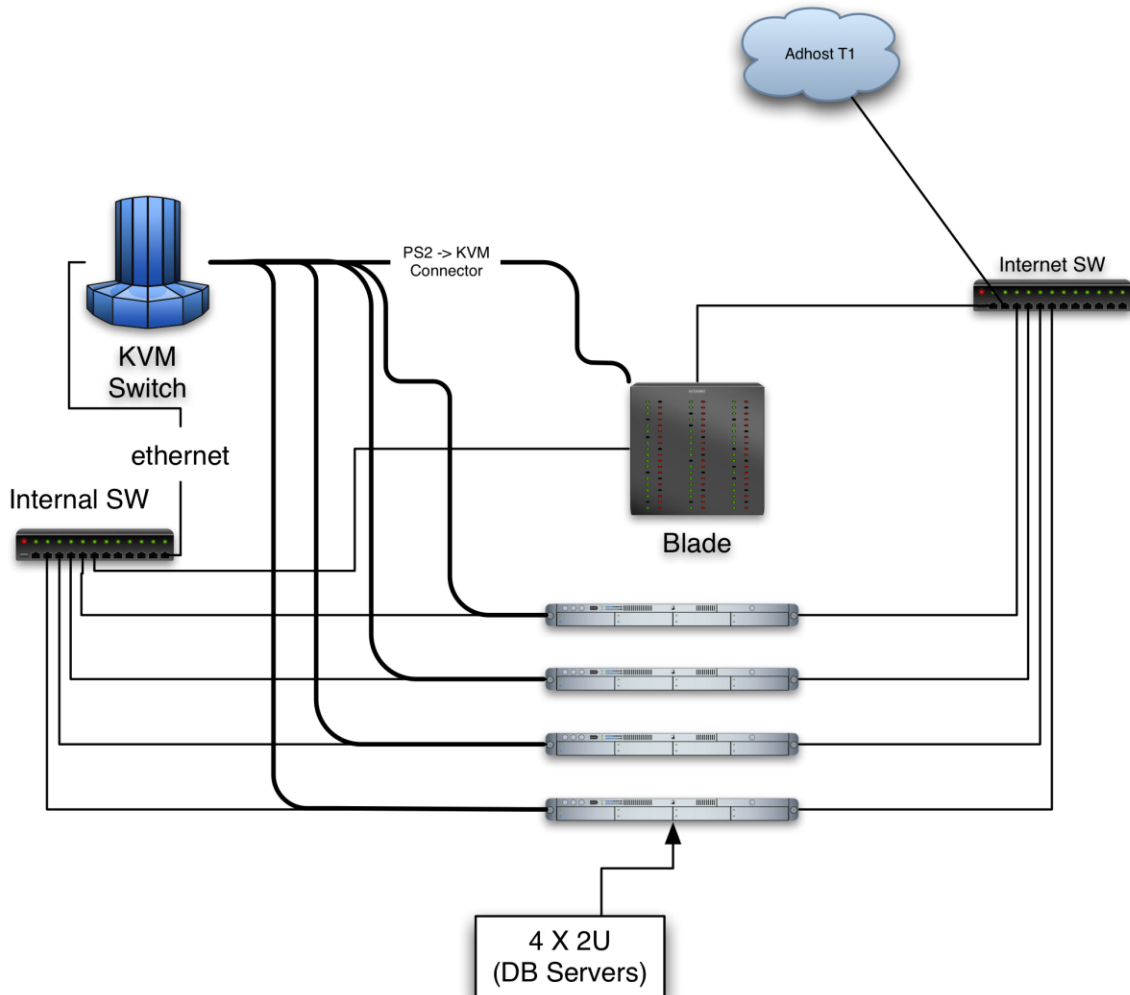 Adhost T1
PS2 -> KVM
Connector
Internet SW
KVM
Switch
ethernet
Internal SW
Blade
4 X 2U
(DB Servers)